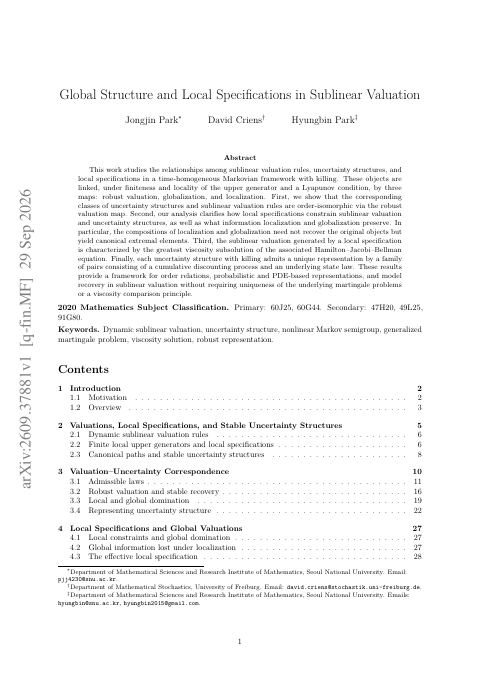 Global Structure and Local Specifications in Sublinear Valuation
Jongjin Park* David Criens† Hyungbin Park‡
Abstract
This work studies the relationships among sublinear valuation rules, uncertainty structures, and
local specifications in a time-homogeneous Markovian framework with killing. These objects are
linked, under finiteness and locality of the upper generator and a Lyapunov condition, by three
maps: robust valuation, globalization, and localization. First, we show that the corresponding
classes of uncertainty structures and sublinear valuation rules are order-isomorphic via the robust
valuation map. Second, our analysis clarifies how local specifications constrain sublinear valuation
and uncertainty structures, as well as what information localization and globalization preserve. In
particular, the compositions of localization and globalization need not recover the original objects but
yield canonical extremal elements. Third, the sublinear valuation generated by a local specification
is characterized by the greatest viscosity subsolution of the associated Hamilton–Jacobi–Bellman
equation. Finally, each uncertainty structure with killing admits a unique representation by a family
of pairs consisting of a cumulative discounting process and an underlying state law. These results
provide a framework for order relations, probabilistic and PDE-based representations, and model
recovery in sublinear valuation without requiring uniqueness of the underlying martingale problems
or a viscosity comparison principle.
2020 Mathematics Subject Classification. Primary: 60J25, 60G44. Secondary: 47H20, 49L25,
91G80.
Keywords. Dynamic sublinear valuation, uncertainty structure, nonlinear Markov semigroup, generalized
martingale problem, viscosity solution, robust representation.
Contents
1 Introduction 2
1.1 Motivation . . . . . . . . . . . . . . . . . . . . . . . . . . . . . . . . . . . . 2
1.2 Overview . . . . . . . . . . . . . . . . . . . . . . . . . . . . . . . . . . . . 3
2 Valuations, Local Specifications, and Stable Uncertainty Structures 5
2.1 Dynamic sublinear valuation rules . . . . . . . . . . . . . . . . . . . . . . . . 6
2.2 Finite local upper generators and local specifications . . . . . . . . . . . . . . . . 6
2.3 Canonical paths and stable uncertainty structures . . . . . . . . . . . . . . . . . 8
3 Valuation–Uncertainty Correspondence 10
3.1 Admissible laws . . . . . . . . . . . . . . . . . . . . . . . . . . . . . . . . . 11
3.2 Robust valuation and stable recovery . . . . . . . . . . . . . . . . . . . . . . . 16
3.3 Local and global domination . . . . . . . . . . . . . . . . . . . . . . . . . . . 19
3.4 Representing uncertainty structure . . . . . . . . . . . . . . . . . . . . . . . . 22
4 Local Specifications and Global Valuations 27
4.1 Local constraints and global domination . . . . . . . . . . . . . . . . . . . . . . 27
4.2 Global information lost under localization . . . . . . . . . . . . . . . . . . . . . 27
4.3 The effective local specification . . . . . . . . . . . . . . . . . . . . . . . . . . 28
*Department of Mathematical Sciences and Research Institute of Mathematics, Seoul National University. Email:
pjj4230@snu.ac.kr.
†Department of Mathematical Stochastics, University of Freiburg. Email: david.criens@stochastik.uni-freiburg.de.
‡Department of Mathematical Sciences and Research Institute of Mathematics, Seoul National University. Emails:
hyungbin@snu.ac.kr, hyungbin2015@gmail.com.
1
arXiv:2609.37881v1 [q-fin.MF] 29 Sep 2026